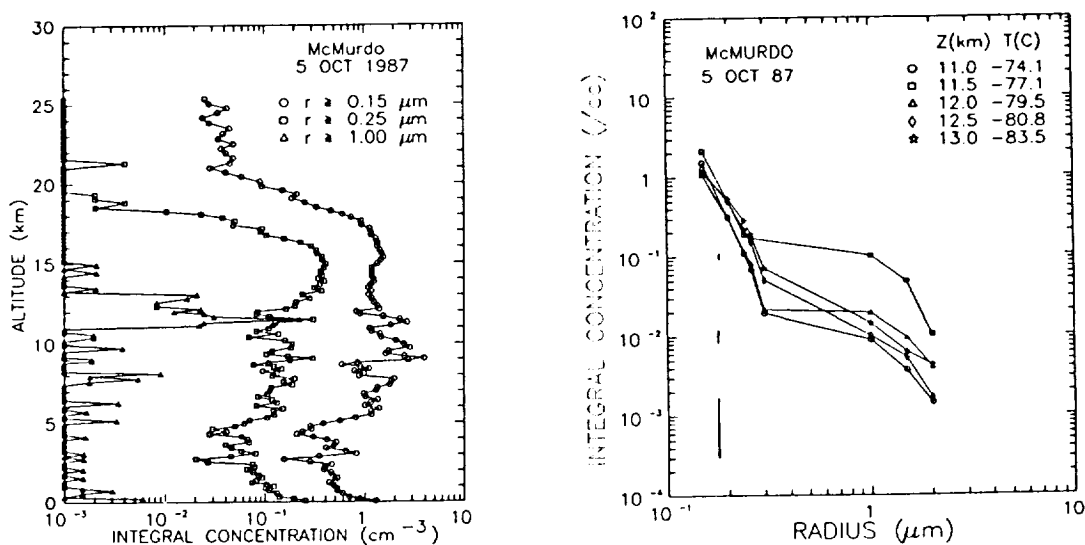 30
25
20
15
10
5
0
ALTITUDE (km)
McMurdo
5 OCT 1987
○ r ≥ 0.15 μm
□ r ≥ 0.25 μm
△ r ≥ 1.00 μm
10⁻³ 10⁻² 10⁻¹ 1 10
INTEGRAL CONCENTRATION (cm⁻³)
10²
10
1
10⁻¹
10⁻²
10⁻³
10⁻⁴
INTEGRAL CONCENTRATION (/cc)
McMURDO
5 OCT 87
Z(km) T(C)
○ 11.0 -74.1
□ 11.5 -77.1
△ 12.0 -79.5
◇ 12.5 -80.8
☆ 13.0 -83.5
10⁻¹ 1 10
RADIUS (μm)